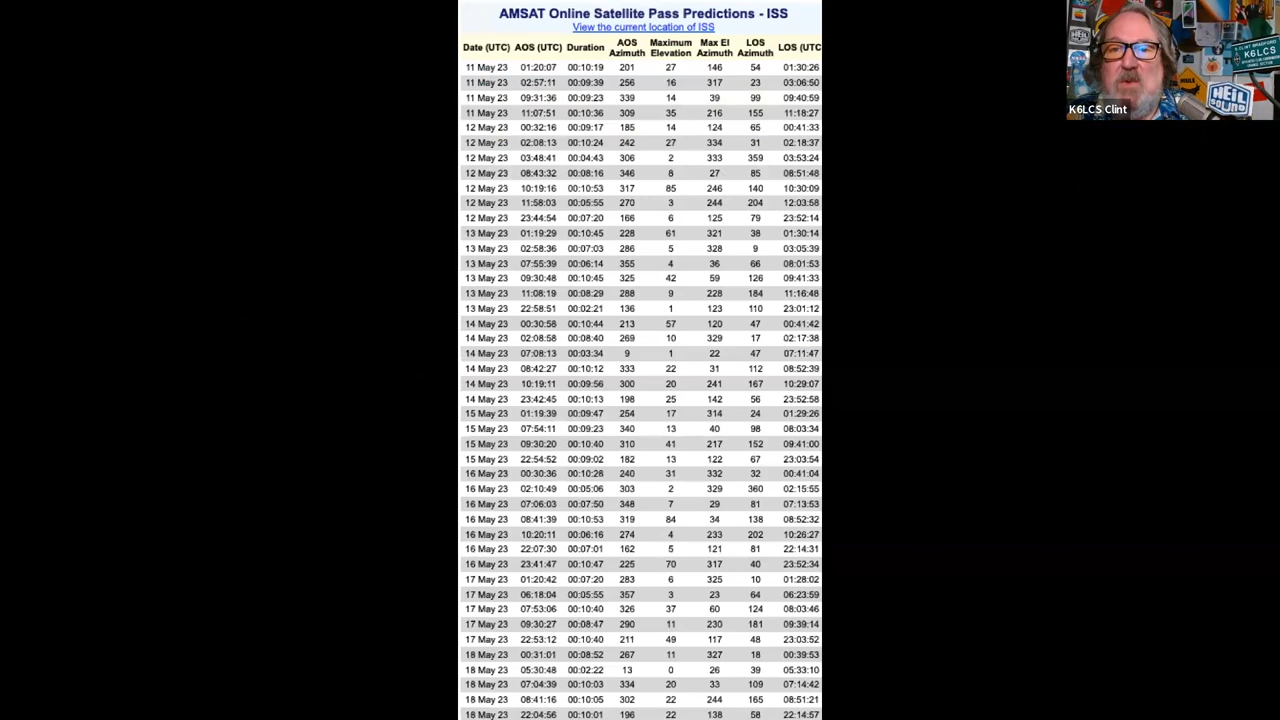 AMSAT Online Satellite Pass Predictions - ISS
View the current location of ISS
Date (UTC) AOS (UTC) Duration AOS Azimuth Maximum Elevation Max El Azimuth LOS Azimuth LOS (UTC
11 May 23 01:20:07 00:10:19 201 27 146 54 01:30:26
11 May 23 02:57:11 00:09:39 256 16 317 23 03:06:50
11 May 23 09:31:36 00:09:23 339 14 39 99 09:40:59
11 May 23 11:07:51 00:10:36 309 35 216 155 11:18:27
12 May 23 00:32:16 00:09:17 185 14 124 65 00:41:33
12 May 23 02:08:13 00:10:24 242 27 334 31 02:18:37
12 May 23 03:48:41 00:04:43 306 2 333 359 03:53:24
12 May 23 08:43:32 00:08:16 346 8 27 85 08:51:48
12 May 23 10:19:16 00:10:53 317 85 246 140 10:30:09
12 May 23 11:58:03 00:05:55 270 3 244 204 12:03:58
12 May 23 23:44:54 00:07:20 166 6 125 79 23:52:14
13 May 23 01:19:29 00:10:45 228 61 321 38 01:30:14
13 May 23 02:58:36 00:07:03 286 5 328 9 03:05:39
13 May 23 07:55:39 00:06:14 355 4 36 66 08:01:53
13 May 23 09:30:48 00:10:45 325 42 59 126 09:41:33
13 May 23 11:08:19 00:08:29 288 9 228 184 11:16:48
13 May 23 22:58:51 00:02:21 136 1 123 110 23:01:12
14 May 23 00:30:58 00:10:44 213 57 120 47 00:41:42
14 May 23 02:08:58 00:08:40 269 10 329 17 02:17:38
14 May 23 07:08:13 00:03:34 9 1 22 47 07:11:47
14 May 23 08:42:27 00:10:12 333 22 31 112 08:52:39
14 May 23 10:19:11 00:09:56 300 20 241 167 10:29:07
14 May 23 23:42:45 00:10:13 198 25 142 56 23:52:58
15 May 23 01:19:39 00:09:47 254 17 314 24 01:29:26
15 May 23 07:54:11 00:09:23 340 13 40 98 08:03:34
15 May 23 09:30:20 00:10:40 310 41 217 152 09:41:00
15 May 23 22:54:52 00:09:02 182 13 122 67 23:03:54
16 May 23 00:30:36 00:10:28 240 31 332 32 00:41:04
16 May 23 02:10:49 00:05:06 303 2 329 360 02:15:55
16 May 23 07:06:03 00:07:50 348 7 29 81 07:13:53
16 May 23 08:41:39 00:10:53 319 84 34 138 08:52:32
16 May 23 10:20:11 00:06:16 274 4 233 202 10:26:27
16 May 23 22:07:30 00:07:01 162 5 121 81 22:14:31
16 May 23 23:41:47 00:10:47 225 70 317 40 23:52:34
17 May 23 01:20:42 00:07:20 283 6 325 10 01:28:02
17 May 23 06:18:04 00:05:55 357 3 23 64 06:23:59
17 May 23 07:53:06 00:10:40 326 37 60 124 08:03:46
17 May 23 09:30:27 00:08:47 290 11 230 181 09:39:14
17 May 23 22:53:12 00:10:40 211 49 117 48 23:03:52
18 May 23 00:31:01 00:08:52 267 11 327 18 00:39:53
18 May 23 05:30:48 00:02:22 13 0 26 39 05:33:10
18 May 23 07:04:39 00:10:03 334 20 33 109 07:14:42
18 May 23 08:41:16 00:10:05 302 22 244 165 08:51:21
18 May 23 22:04:56 00:10:01 196 22 138 58 22:14:57
K6LCS
HEIL
SOUND
K6LCS Clint